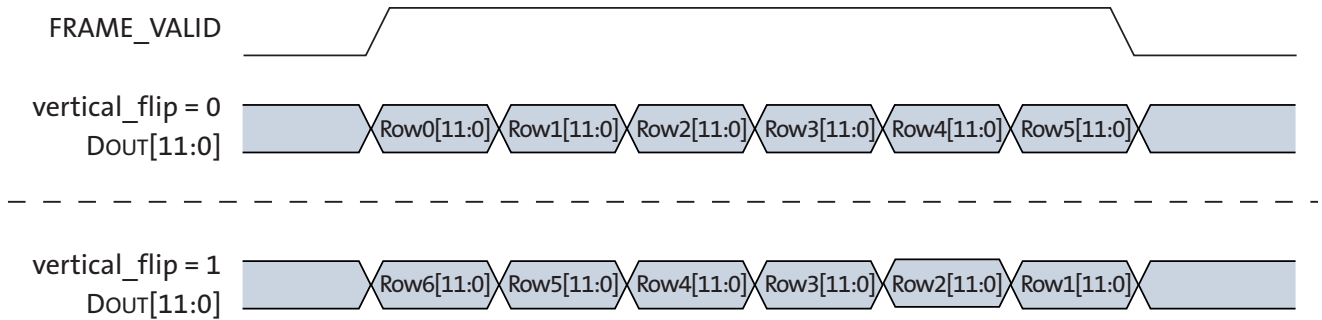 FRAME_VALID
vertical_flip = 0
DOUT[11:0]
Row0[11:0] Row1[11:0] Row2[11:0] Row3[11:0] Row4[11:0] Row5[11:0]
vertical_flip = 1
DOUT[11:0]
Row6[11:0] Row5[11:0] Row4[11:0] Row3[11:0] Row2[11:0] Row1[11:0]